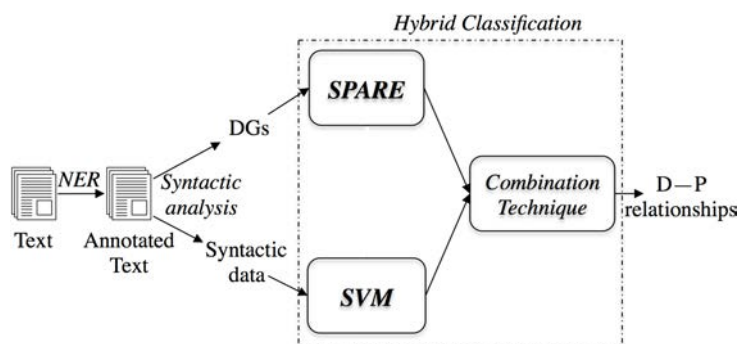 Hybrid Classification
SPARE
DGs
NER
Syntactic
analysis
Text
Annotated
Text
Syntactic
data
SVM
Combination
Technique
D—P
relationships